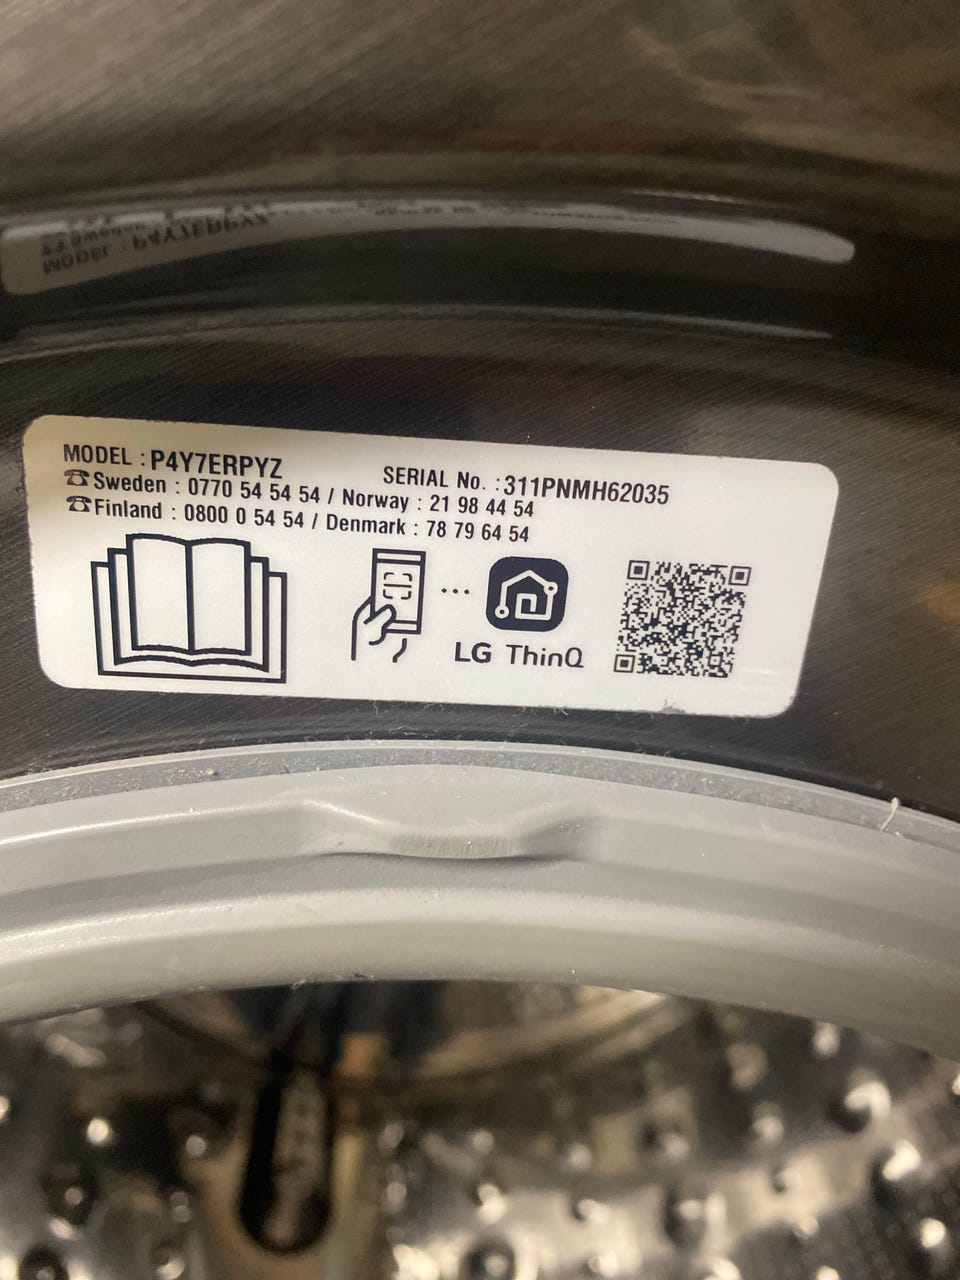 MODEL : P4Y7ERPYZ SERIAL No. : 311PNMH62035
☎Sweden : 0770 54 54 54 / Norway : 21 98 44 54
☎Finland : 0800 0 54 54 / Denmark : 78 79 64 54
LG ThinQ